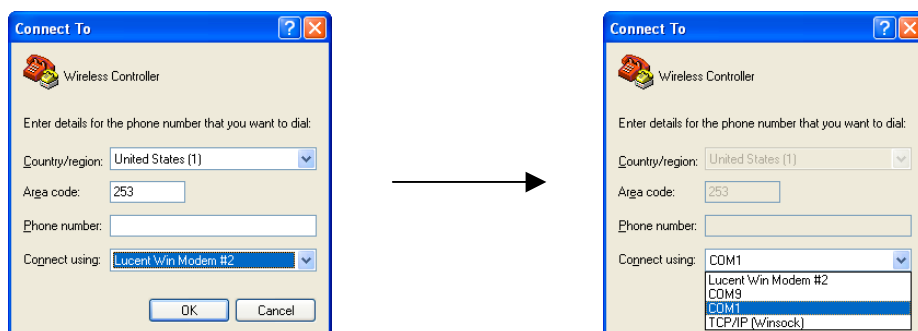 Connect To
Wireless Controller
Enter details for the phone number that you want to dial:
Country/region: United States (1)
Area code: 253
Phone number:
Connect using: Lucent Win Modem #2
OK Cancel
Connect To
Wireless Controller
Enter details for the phone number that you want to dial:
Country/region: United States (1)
Area code: 253
Phone number:
Connect using: COM1
Lucent Win Modem #2
COM9
COM1
TCP/IP (Winsock)